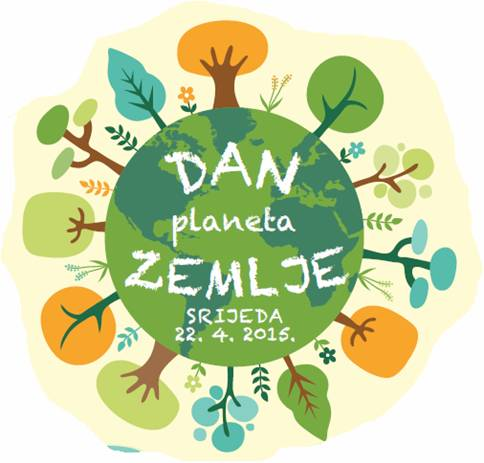 DAN
planeta
ZEMLJE
SRIJEDA
22. 4. 2015.